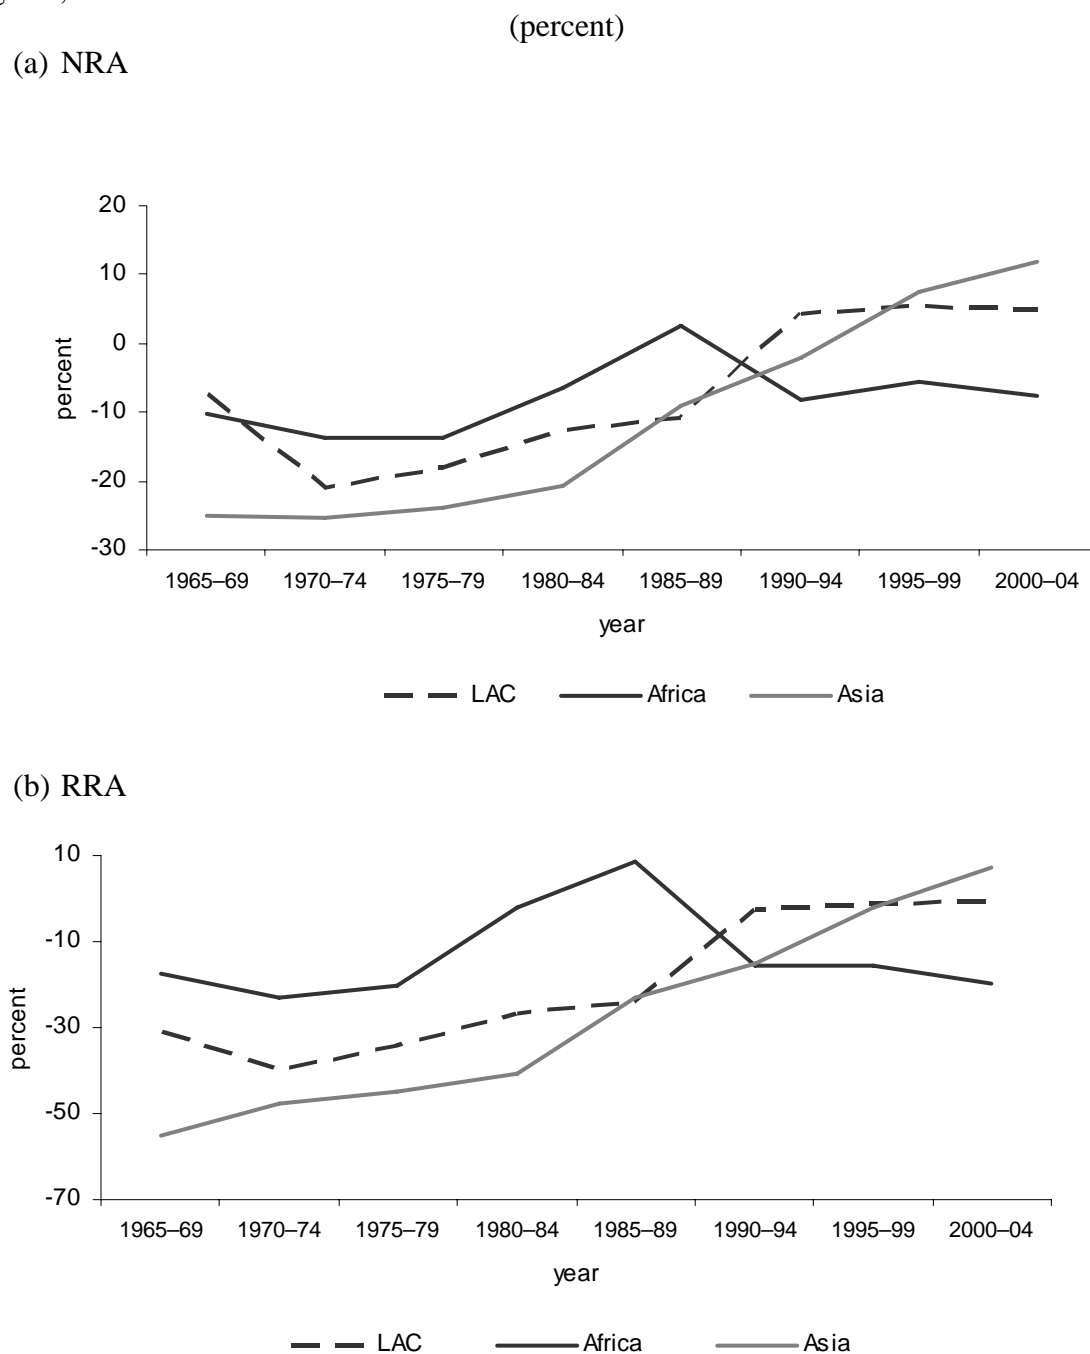 (percent)
(a) NRA
20
10
0
-10
-20
-30
percent
1965–69 1970–74 1975–79 1980–84 1985–89 1990–94 1995–99 2000–04
year
LAC Africa Asia
(b) RRA
10
-10
-30
-50
-70
percent
1965–69 1970–74 1975–79 1980–84 1985–89 1990–94 1995–99 2000–04
year
LAC Africa Asia